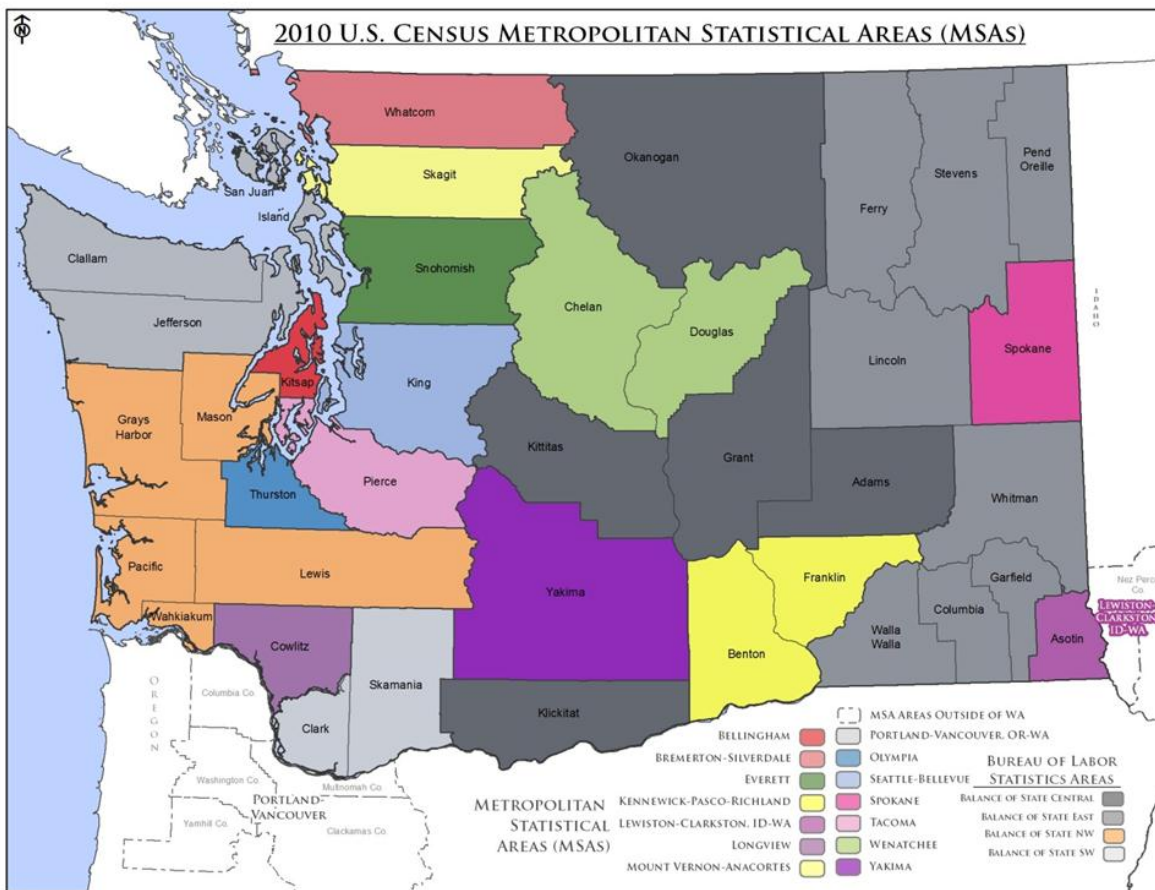 N
2010 U.S. Census Metropolitan Statistical Areas (MSAs)
Whatcom
Okanogan
Pend
Oreille
Skagit
Stevens
San Juan
Ferry
Island
Clallam
Snohomish
Chelan
IDAHO
Jefferson
Douglas
Spokane
Lincoln
Kitsap
King
Mason
Grays
Harbor
Kittitas
Grant
Pierce
Adams
Thurston
Whitman
Pacific
Lewis
Franklin
Garfield
Nez Perce
Co.
Yakima
Columbia
Lewiston-
Clarkston
ID-WA
Wahkiakum
Walla
Walla
Asotin
Cowlitz
Benton
Skamania
OREGON
Columbia Co.
Clark
Klickitat
Washington Co.
Multnomah Co.
Portland-
Vancouver
Yamhill Co.
Clackamas Co.
Metropolitan
Statistical
Areas (MSAs)
MSA Areas Outside of WA
Bellingham
Portland-Vancouver, OR-WA
Bremerton-Silverdale
Olympia
Everett
Seattle-Bellevue
Kennewick-Pasco-Richland
Spokane
Lewiston-Clarkston, ID-WA
Tacoma
Longview
Wenatchee
Mount Vernon-Anacortes
Yakima
Bureau of Labor
Statistics Areas
Balance of State Central
Balance of State East
Balance of State NW
Balance of State SW